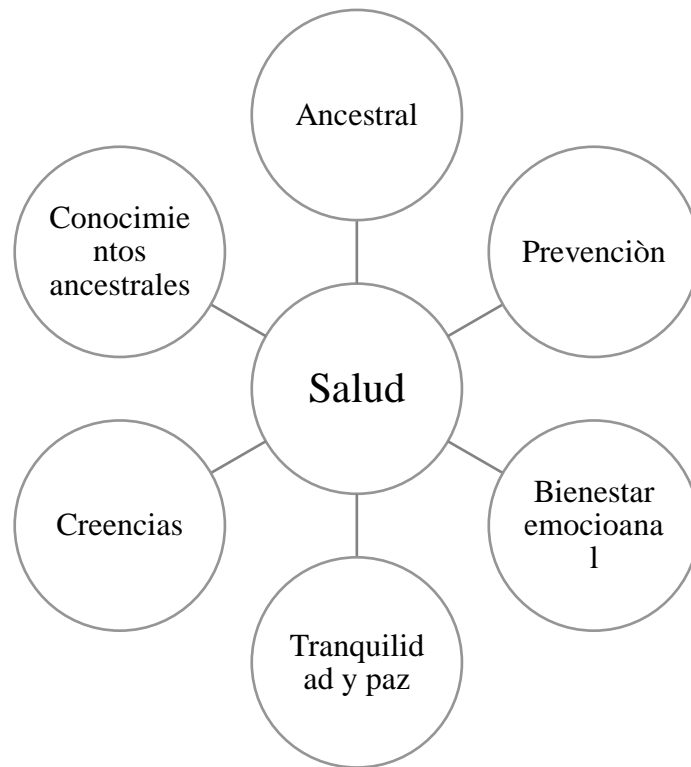 Ancestral
Prevenciòn
Bienestar
emocioana
l
Tranquilid
ad y paz
Creencias
Conocimie
ntos
ancestrales
Salud